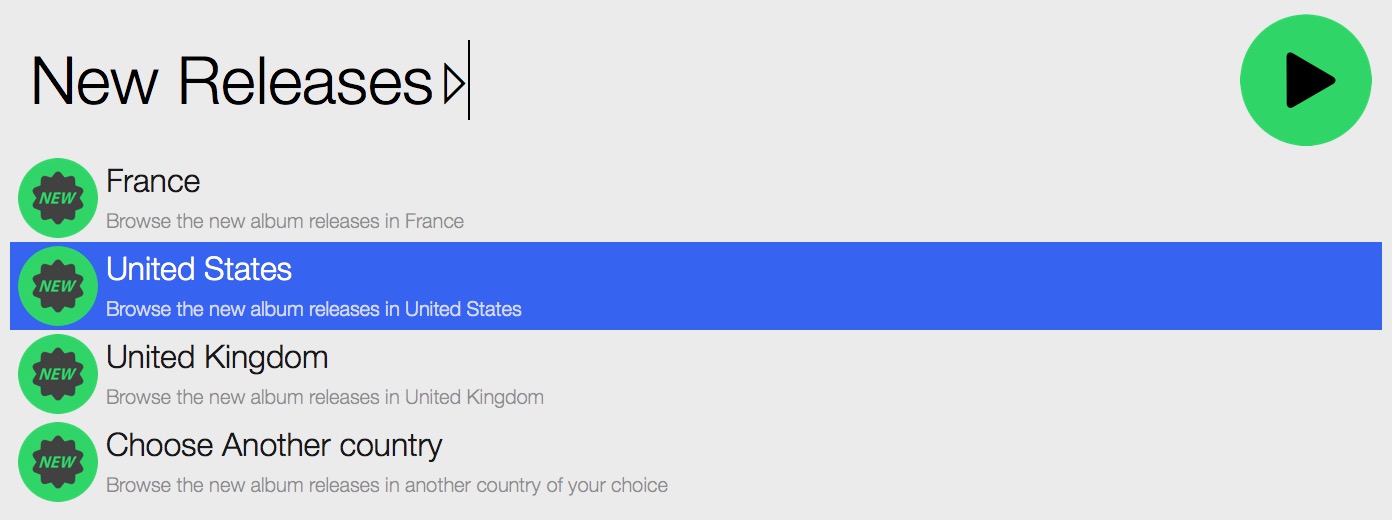 New Releases ▷
NEW
France
Browse the new album releases in France
NEW
United States
Browse the new album releases in United States
NEW
United Kingdom
Browse the new album releases in United Kingdom
NEW
Choose Another country
Browse the new album releases in another country of your choice